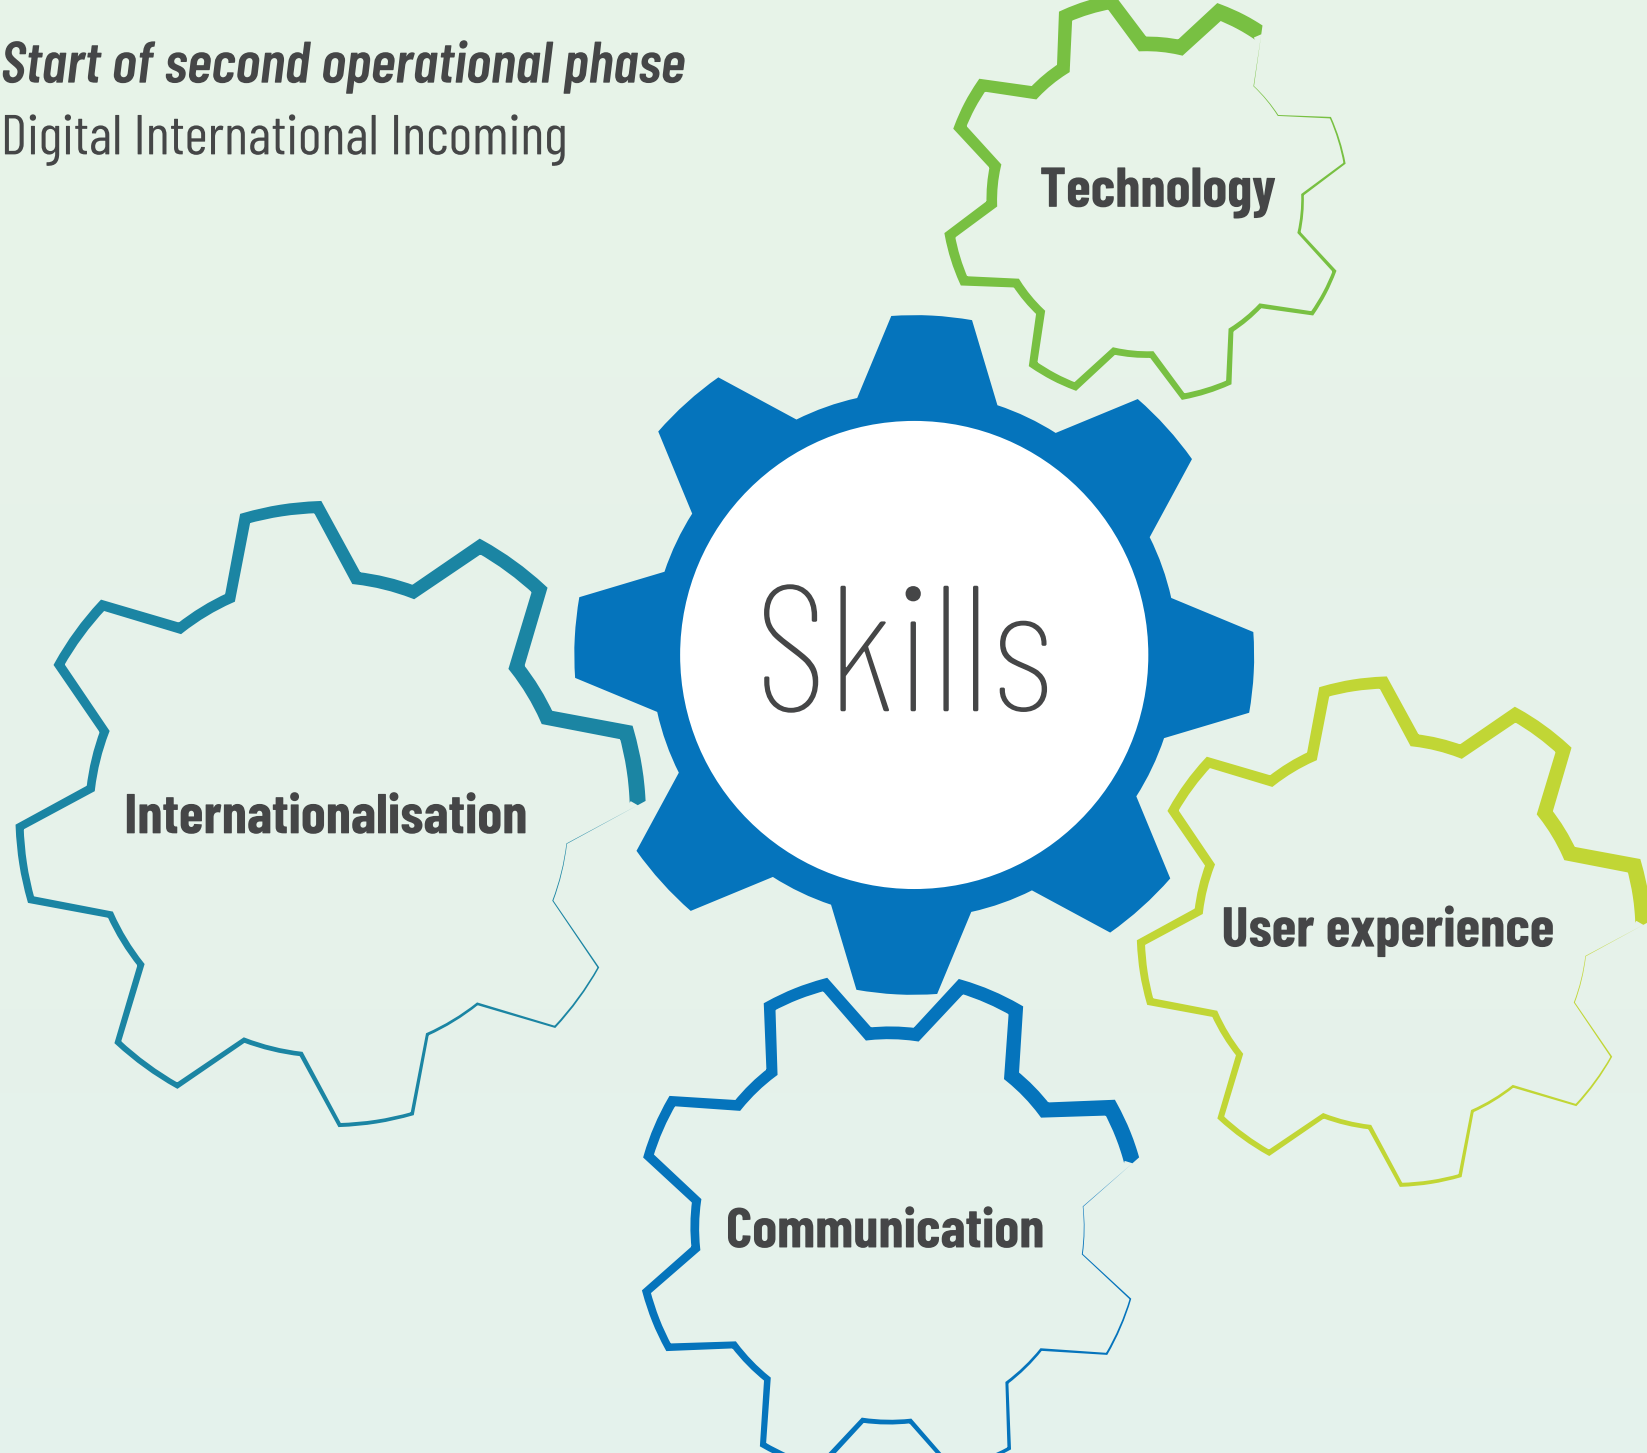 Start of second operational phase
Digital International Incoming
Technology
Skills
Internationalisation
User experience
Communication